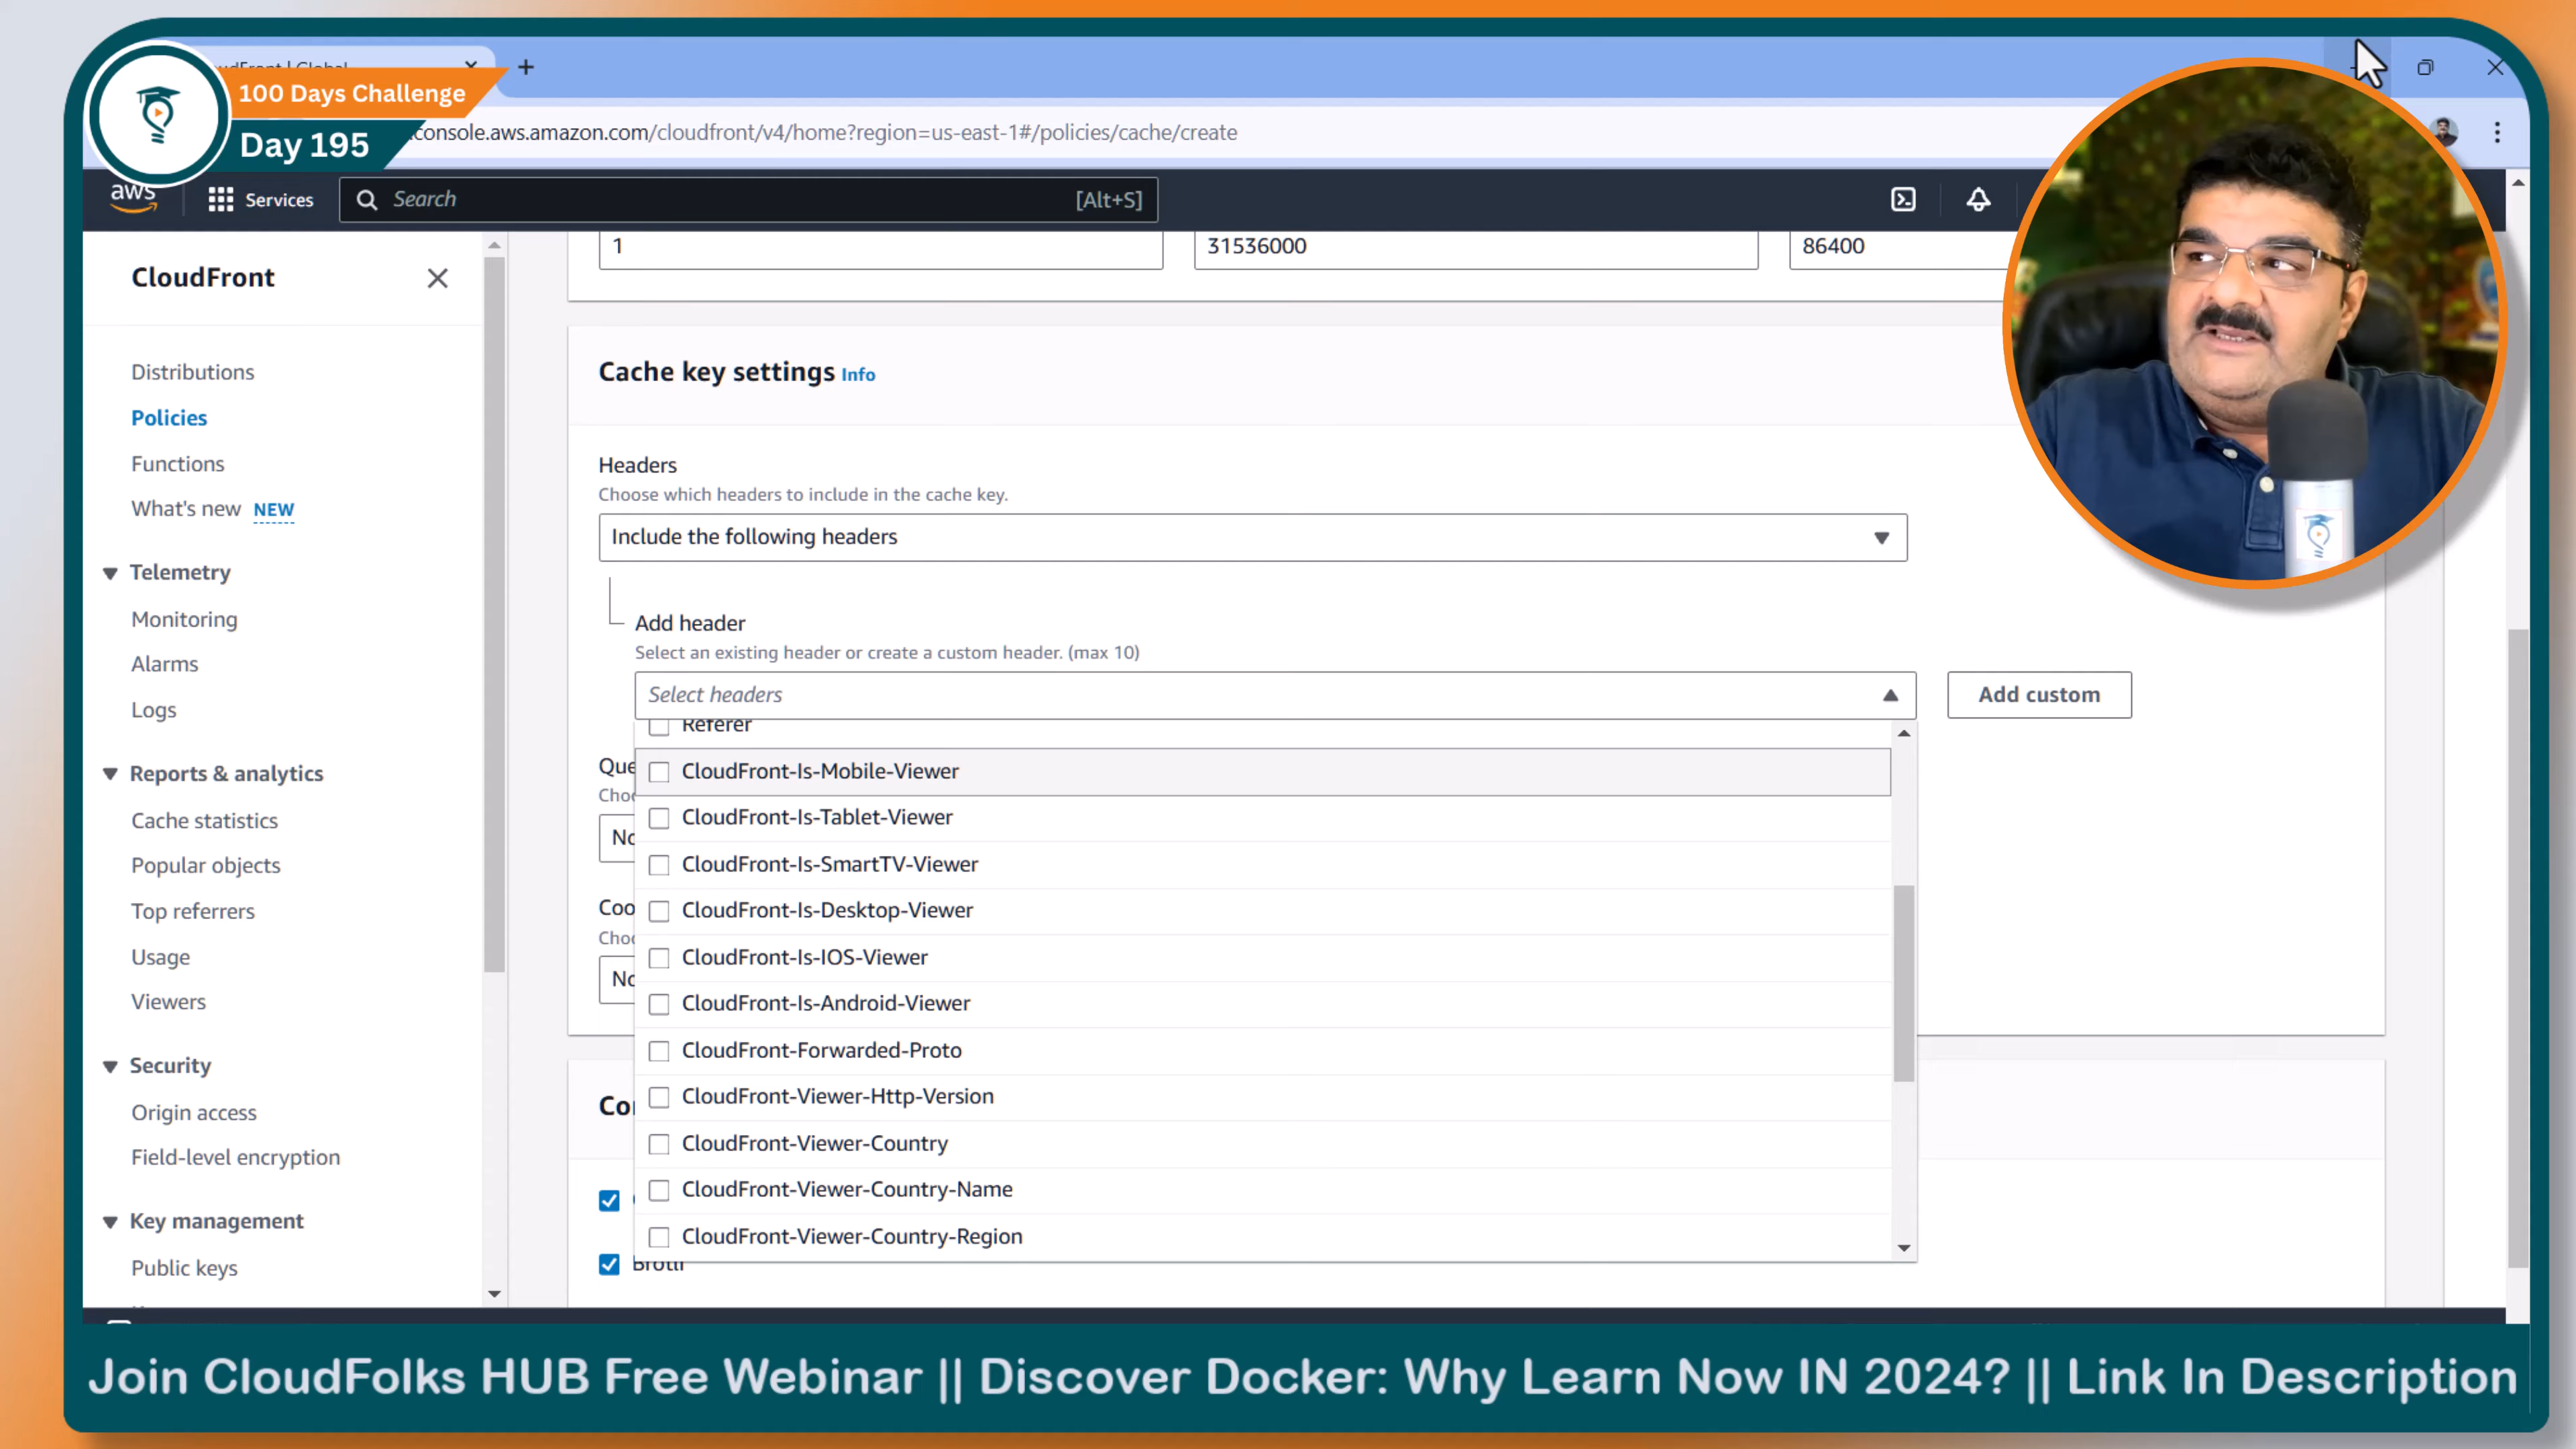 100 Days Challenge
Day 195
console.aws.amazon.com/cloudfront/v4/home?region=us-east-1#/policies/cache/create
aws
Services
Search
[Alt+S]
CloudFront
Distributions
Policies
Functions
What's new NEW
Telemetry
Monitoring
Alarms
Logs
Reports & analytics
Cache statistics
Popular objects
Top referrers
Usage
Viewers
Security
Origin access
Field-level encryption
Key management
Public keys
1
31536000
86400
Cache key settings Info
Headers
Choose which headers to include in the cache key.
Include the following headers
Add header
Select an existing header or create a custom header. (max 10)
Select headers
Add custom
Referer
CloudFront-Is-Mobile-Viewer
CloudFront-Is-Tablet-Viewer
CloudFront-Is-SmartTV-Viewer
CloudFront-Is-Desktop-Viewer
CloudFront-Is-IOS-Viewer
CloudFront-Is-Android-Viewer
CloudFront-Forwarded-Proto
CloudFront-Viewer-Http-Version
CloudFront-Viewer-Country
CloudFront-Viewer-Country-Name
CloudFront-Viewer-Country-Region
Brotli
Join CloudFolks HUB Free Webinar || Discover Docker: Why Learn Now IN 2024? || Link In Description